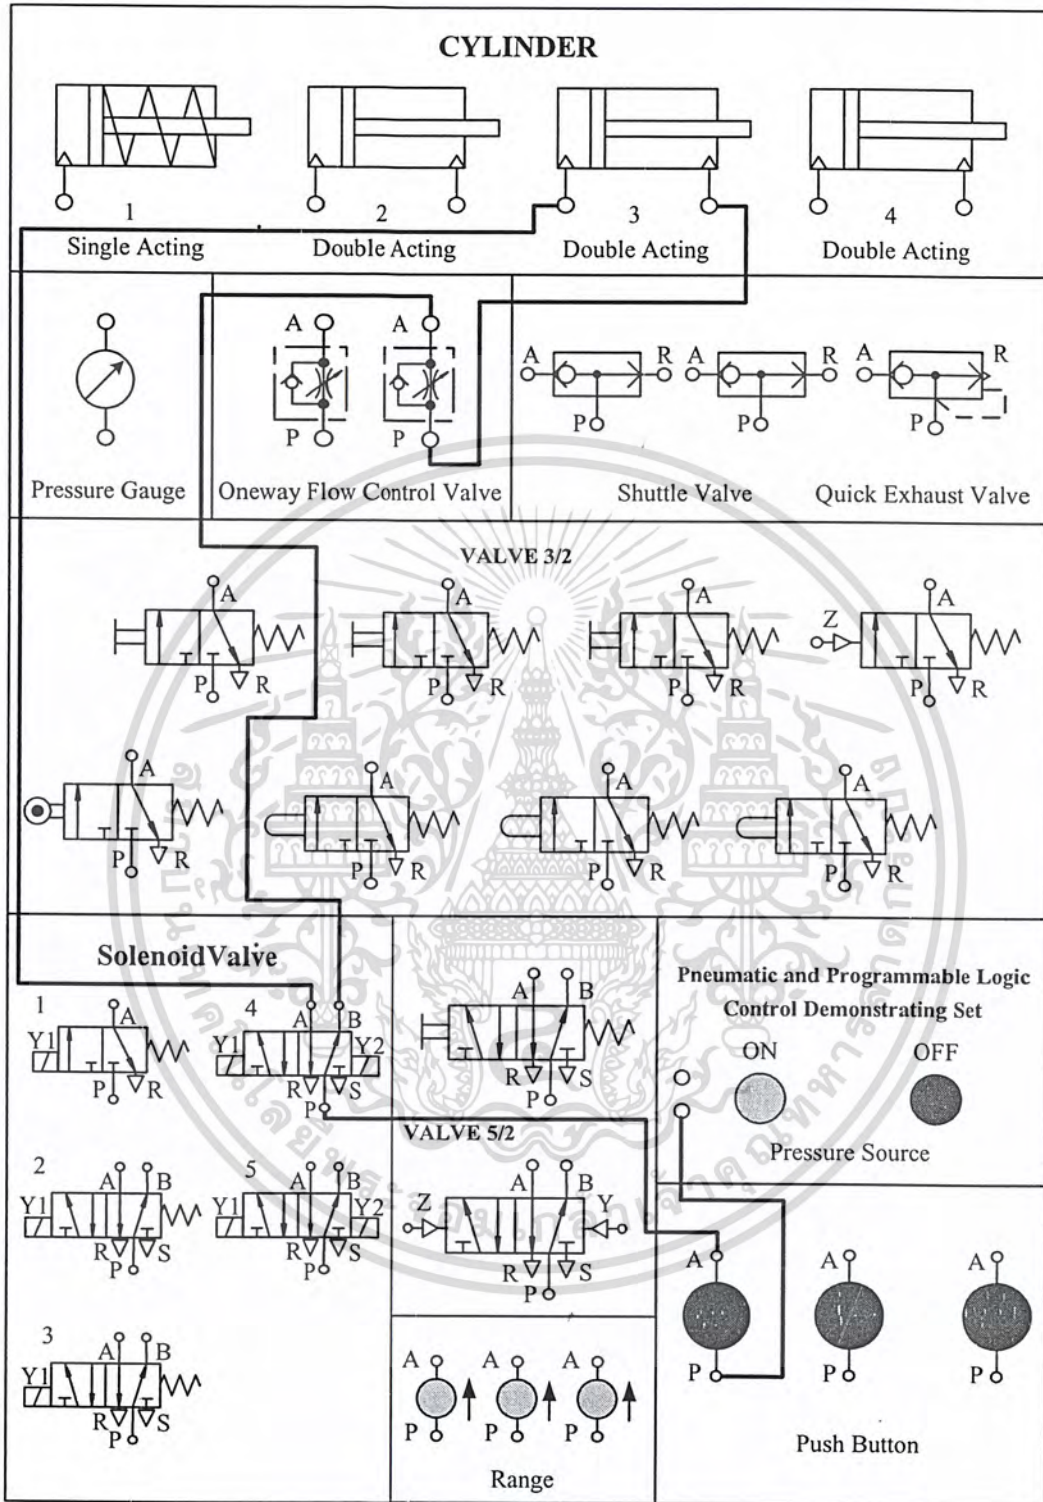 CYLINDER
1 2 3 4
Single Acting Double Acting Double Acting Double Acting
A A A R A R A R
P P P P P
Pressure Gauge Oneway Flow Control Valve Shuttle Valve Quick Exhaust Valve
VALVE 3/2
A A A Z A
P R P R P R P R
A A A A
P R P R P R P R
Solenoid Valve
1 A 4 A B A B
Y1 Y1 Y2
P R R P S R P S
Pneumatic and Programmable Logic
Control Demonstrating Set
ON OFF
Pressure Source
VALVE 5/2
2 A B 5 A B A B
Y1 Y1 Y2 Z Y
R P S R P S R P S
3 A B
Y1
R P S
A A A
P P P
Range
A A A
P P P
Push Button